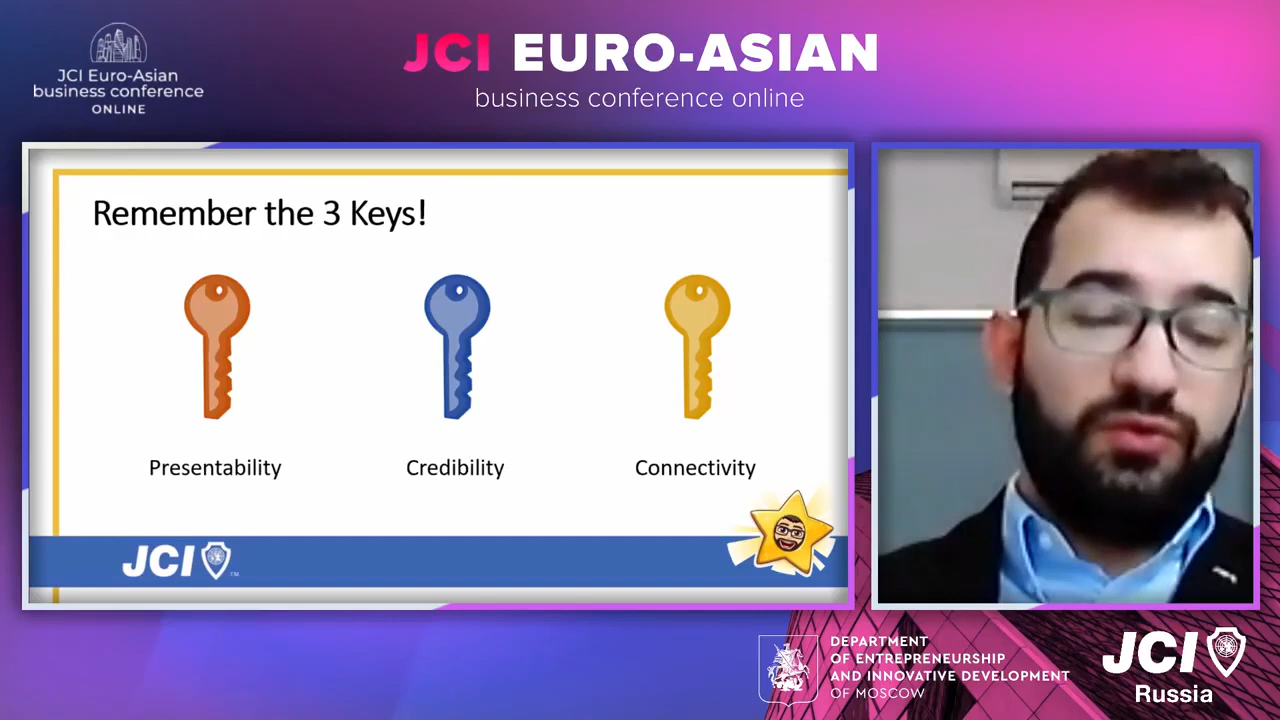 JCI Euro-Asian
business conference
ONLINE
JCI EURO-ASIAN
business conference online
Remember the 3 Keys!
Presentability
Credibility
Connectivity
JCI
TM
DEPARTMENT
OF ENTREPRENEURSHIP
AND INNOVATIVE DEVELOPMENT
OF MOSCOW
JCI
Russia